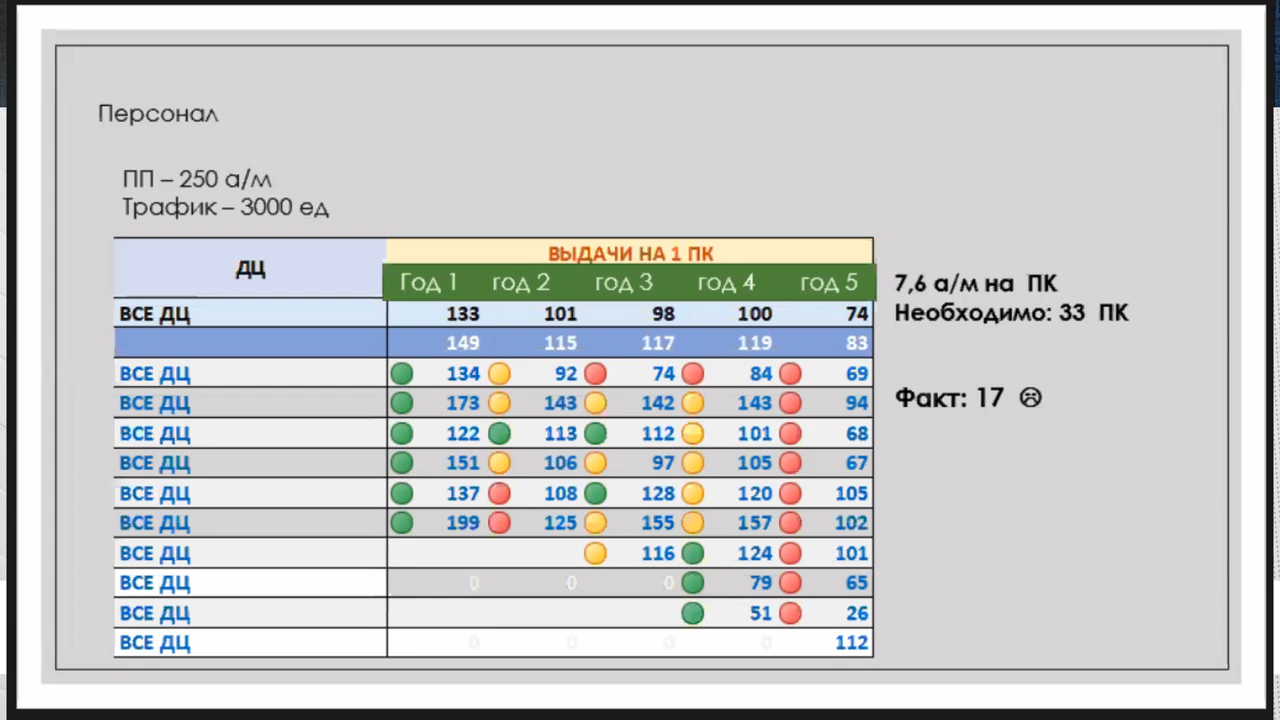 Персонал
ПП – 250 а/м
Трафик – 3000 ед
ДЦ
ВЫДАЧИ НА 1 ПК
Год 1 год 2 год 3 год 4 год 5
ВСЕ ДЦ 133 101 98 100 74
149 115 117 119 83
ВСЕ ДЦ 134 92 74 84 69
ВСЕ ДЦ 173 143 142 143 94
ВСЕ ДЦ 122 113 112 101 68
ВСЕ ДЦ 151 106 97 105 67
ВСЕ ДЦ 137 108 128 120 105
ВСЕ ДЦ 199 125 155 157 102
ВСЕ ДЦ 116 124 101
ВСЕ ДЦ 0 0 0 79 65
ВСЕ ДЦ 51 26
ВСЕ ДЦ 0 0 0 0 112
7,6 а/м на ПК
Необходимо: 33 ПК
Факт: 17 ☹